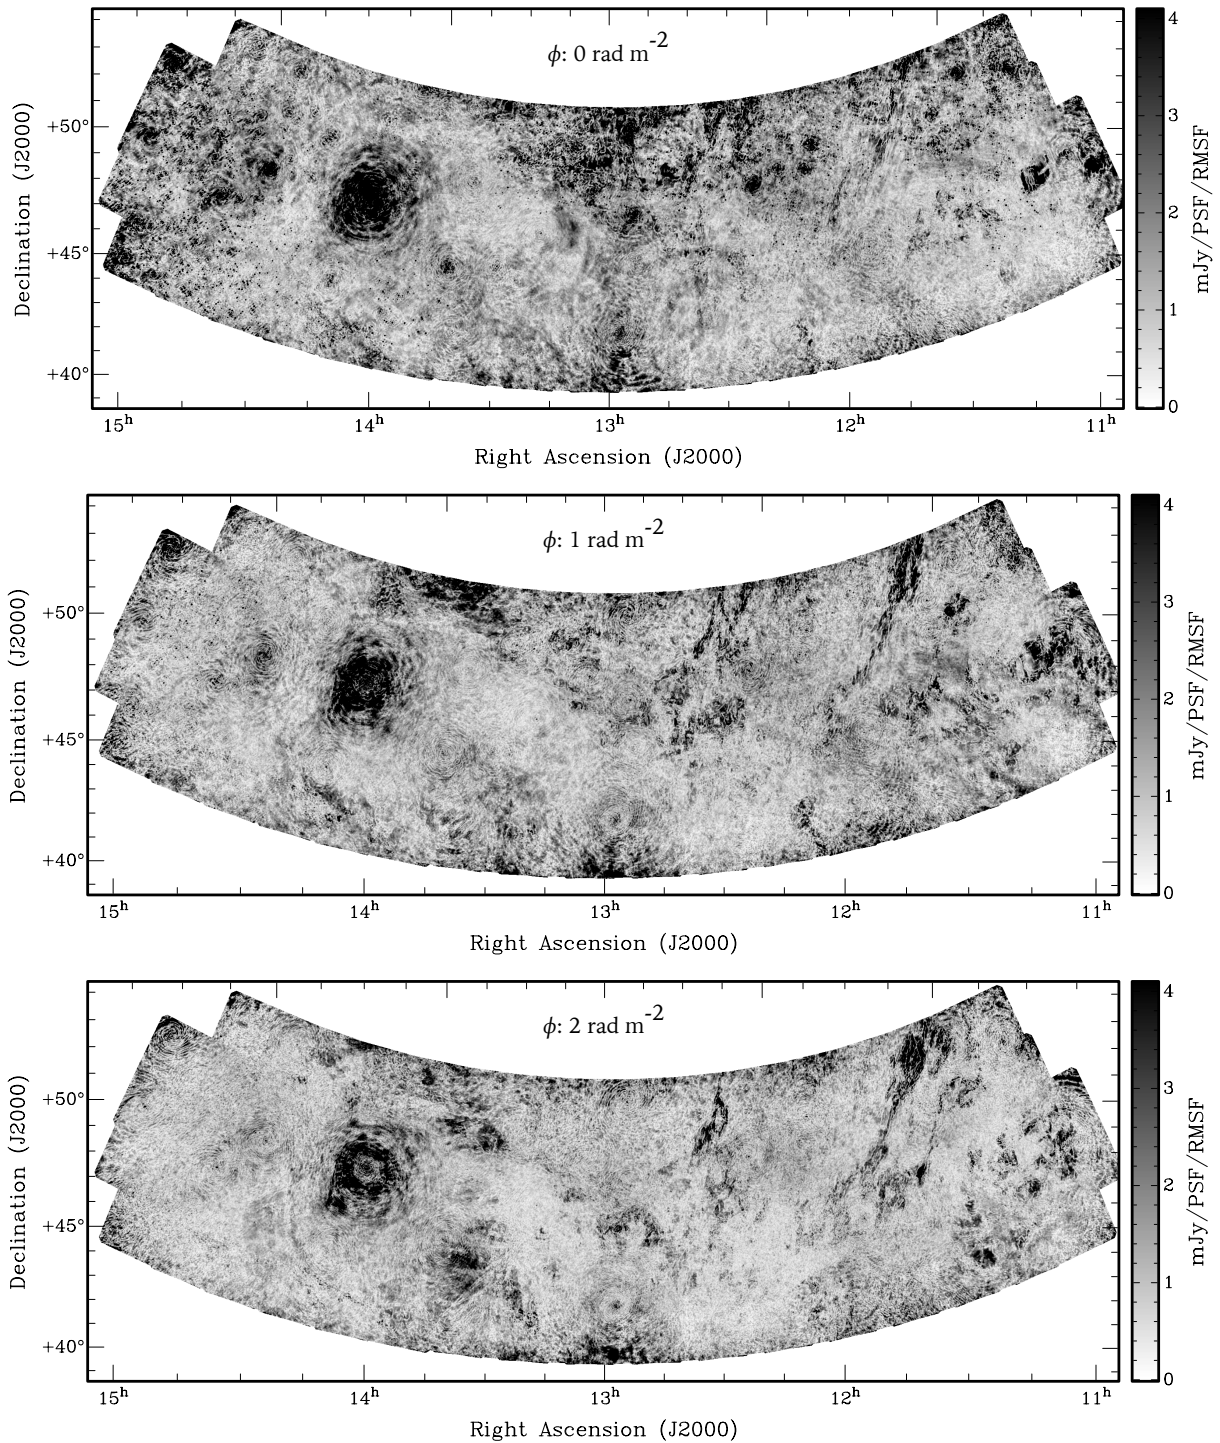 ϕ: 0 rad m-2
4
3
2
1
0
mJy/PSF/RMSF
Declination (J2000)
+50°
+45°
+40°
15h 14h 13h 12h 11h
Right Ascension (J2000)
ϕ: 1 rad m-2
4
3
2
1
0
mJy/PSF/RMSF
Declination (J2000)
+50°
+45°
+40°
15h 14h 13h 12h 11h
Right Ascension (J2000)
ϕ: 2 rad m-2
4
3
2
1
0
mJy/PSF/RMSF
Declination (J2000)
+50°
+45°
+40°
15h 14h 13h 12h 11h
Right Ascension (J2000)